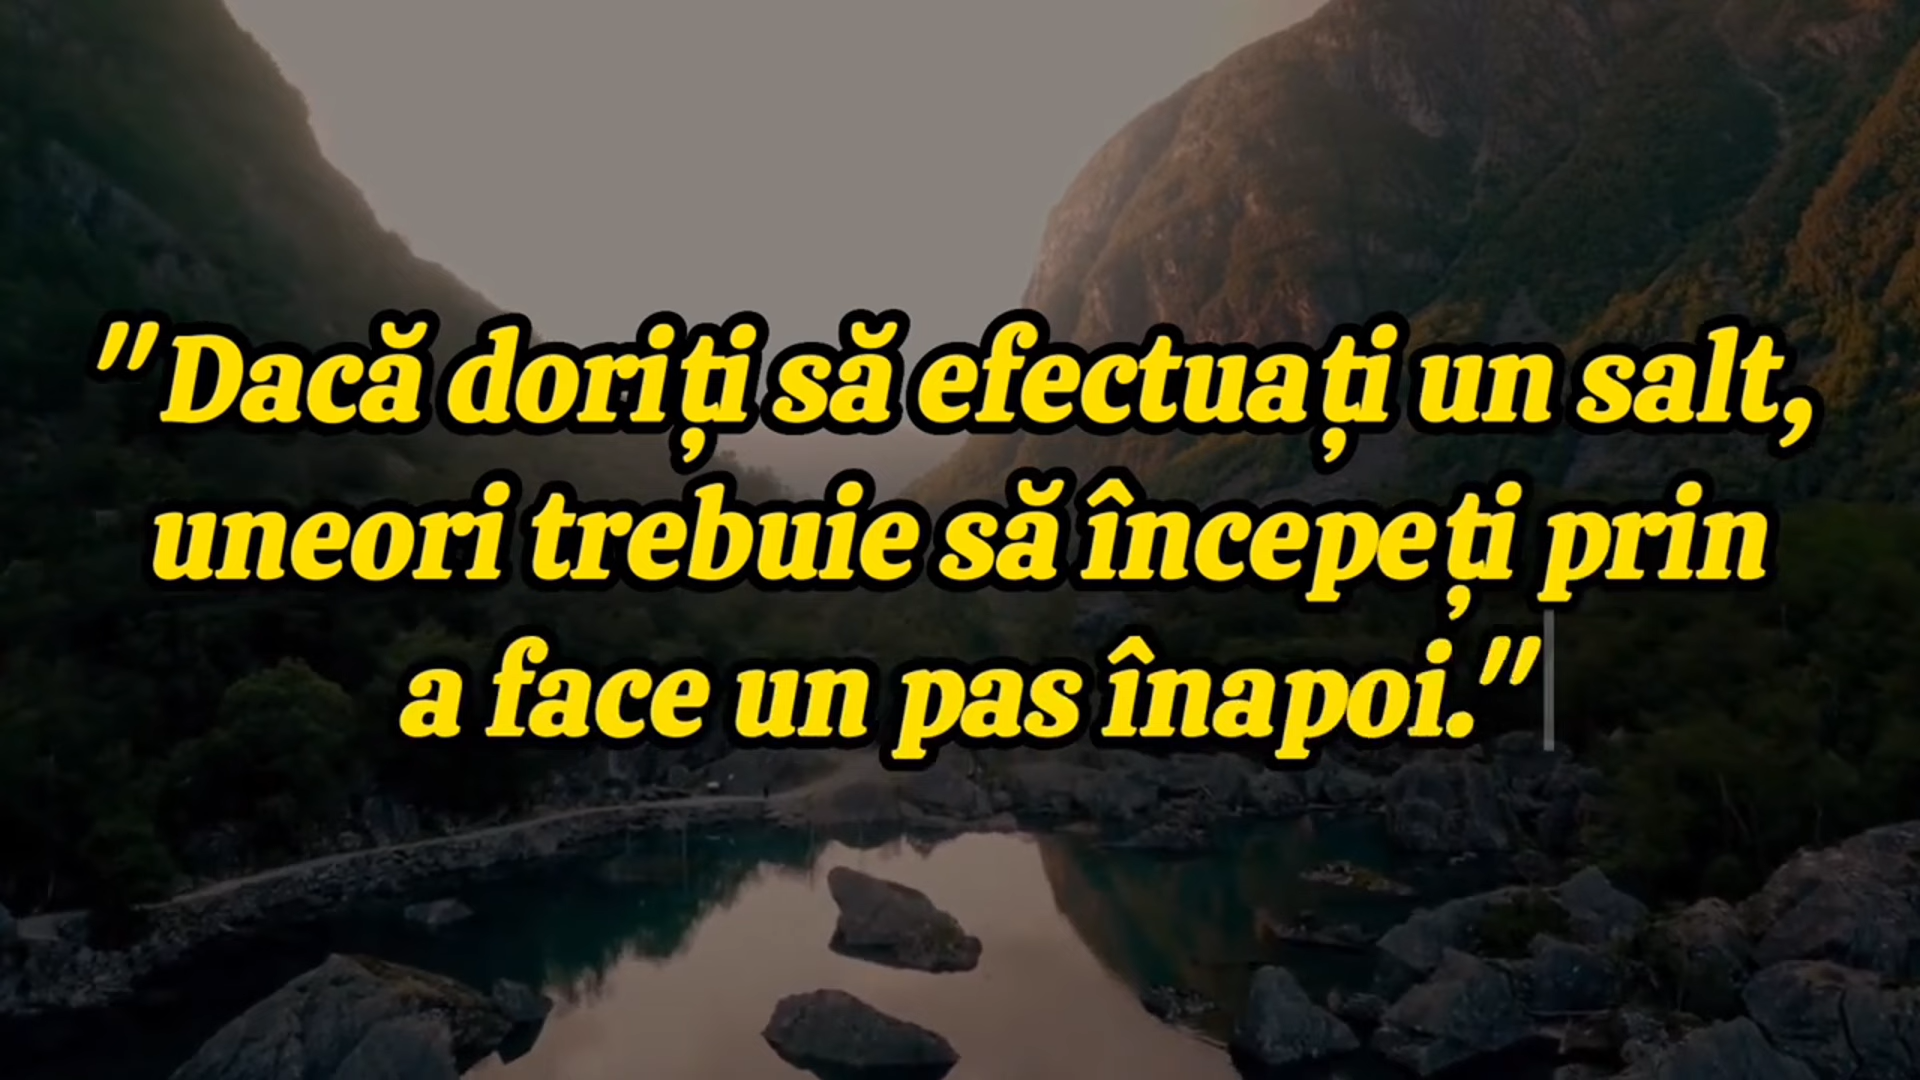 "Dacă doriți să efectuați un salt,
uneori trebuie să începeți prin
a face un pas înapoi."